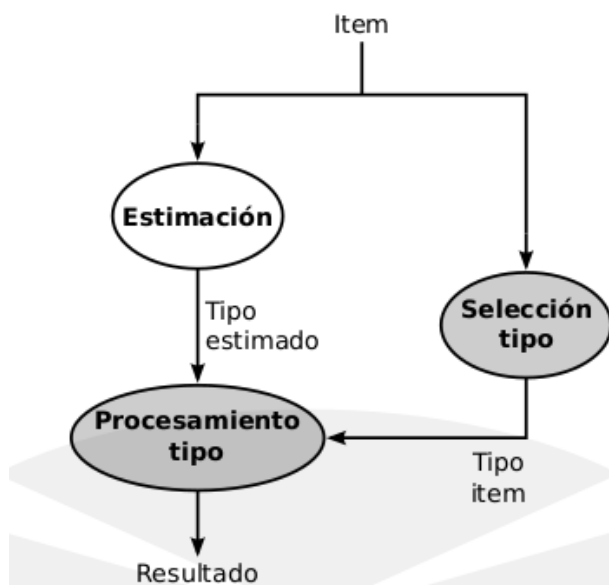 Item
Estimación
Selección
tipo
Tipo
estimado
Procesamiento
tipo
Tipo
item
Resultado